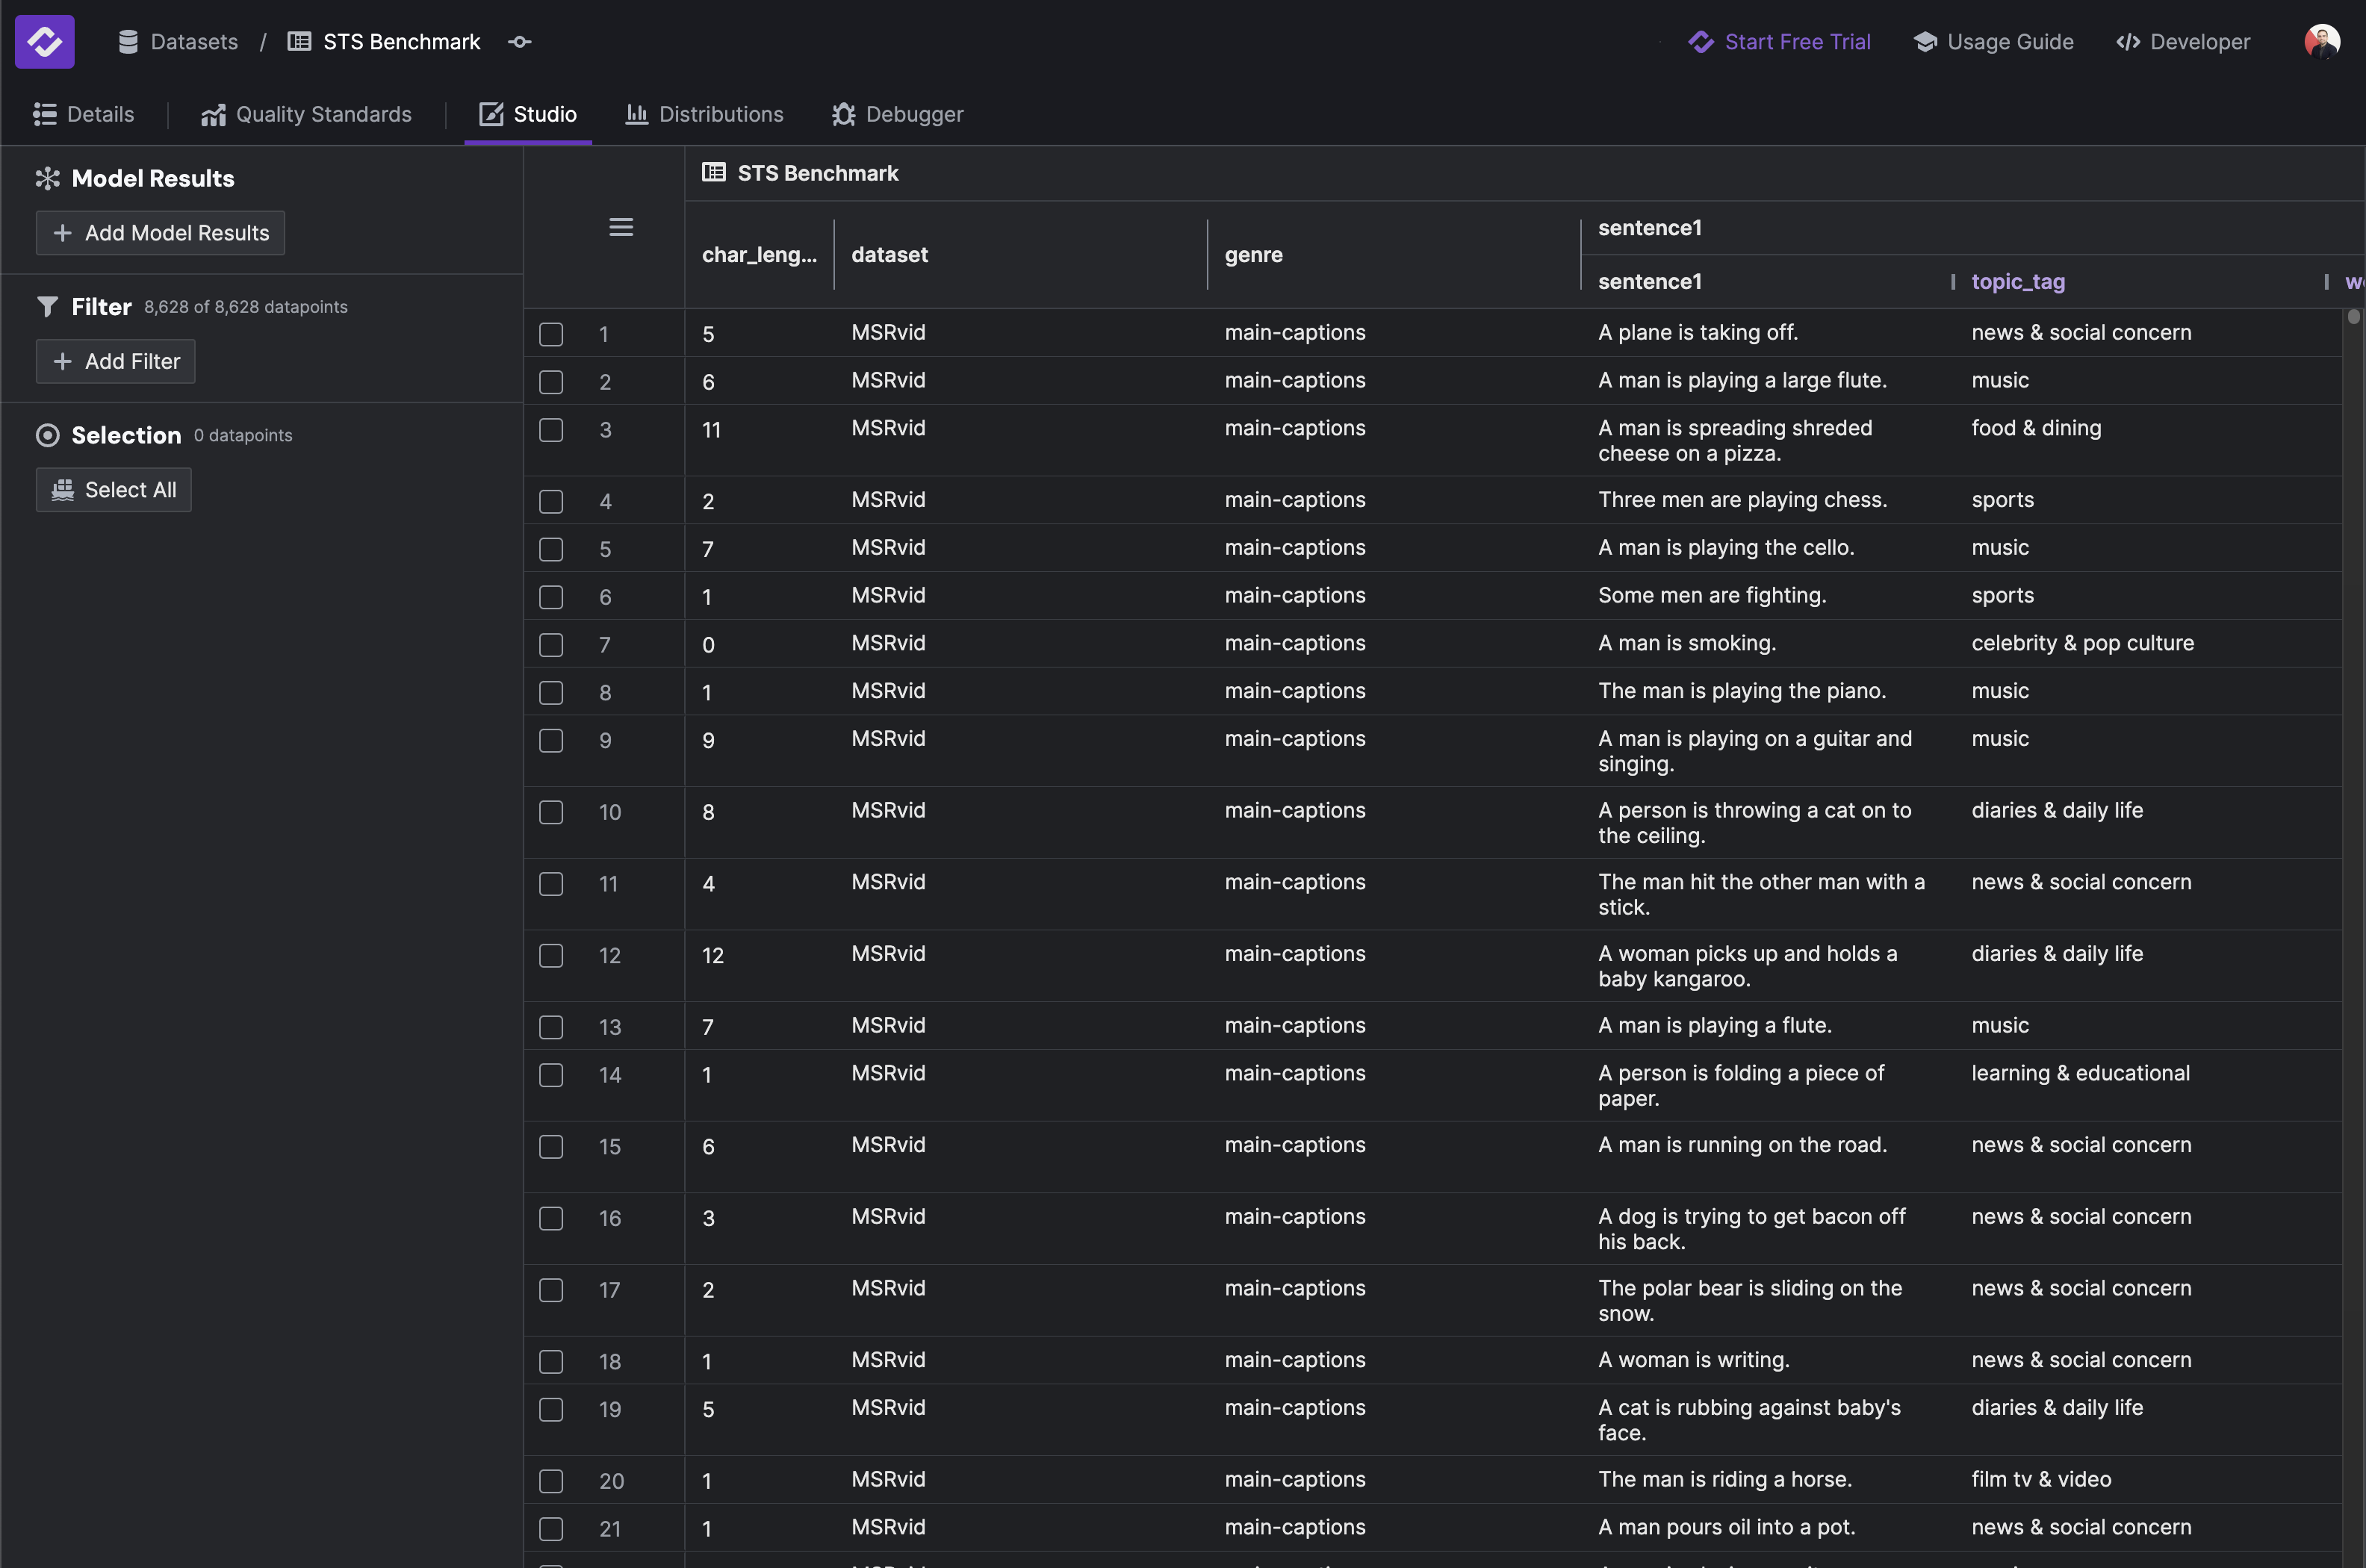 Datasets / STS Benchmark
Start Free Trial
Usage Guide
Developer
Details
Quality Standards
Studio
Distributions
Debugger
Model Results
Add Model Results
Filter 8,628 of 8,628 datapoints
Add Filter
Selection 0 datapoints
Select All
STS Benchmark
char_leng... dataset genre sentence1
sentence1 topic_tag
1 5 MSRvid main-captions A plane is taking off. news & social concern
2 6 MSRvid main-captions A man is playing a large flute. music
3 11 MSRvid main-captions A man is spreading shreded food & dining
cheese on a pizza.
4 2 MSRvid main-captions Three men are playing chess. sports
5 7 MSRvid main-captions A man is playing the cello. music
6 1 MSRvid main-captions Some men are fighting. sports
7 0 MSRvid main-captions A man is smoking. celebrity & pop culture
8 1 MSRvid main-captions The man is playing the piano. music
9 9 MSRvid main-captions A man is playing on a guitar and music
singing.
10 8 MSRvid main-captions A person is throwing a cat on to diaries & daily life
the ceiling.
11 4 MSRvid main-captions The man hit the other man with a news & social concern
stick.
12 12 MSRvid main-captions A woman picks up and holds a diaries & daily life
baby kangaroo.
13 7 MSRvid main-captions A man is playing a flute. music
14 1 MSRvid main-captions A person is folding a piece of learning & educational
paper.
15 6 MSRvid main-captions A man is running on the road. news & social concern
16 3 MSRvid main-captions A dog is trying to get bacon off news & social concern
his back.
17 2 MSRvid main-captions The polar bear is sliding on the news & social concern
snow.
18 1 MSRvid main-captions A woman is writing. news & social concern
19 5 MSRvid main-captions A cat is rubbing against baby's diaries & daily life
face.
20 1 MSRvid main-captions The man is riding a horse. film tv & video
21 1 MSRvid main-captions A man pours oil into a pot. news & social concern